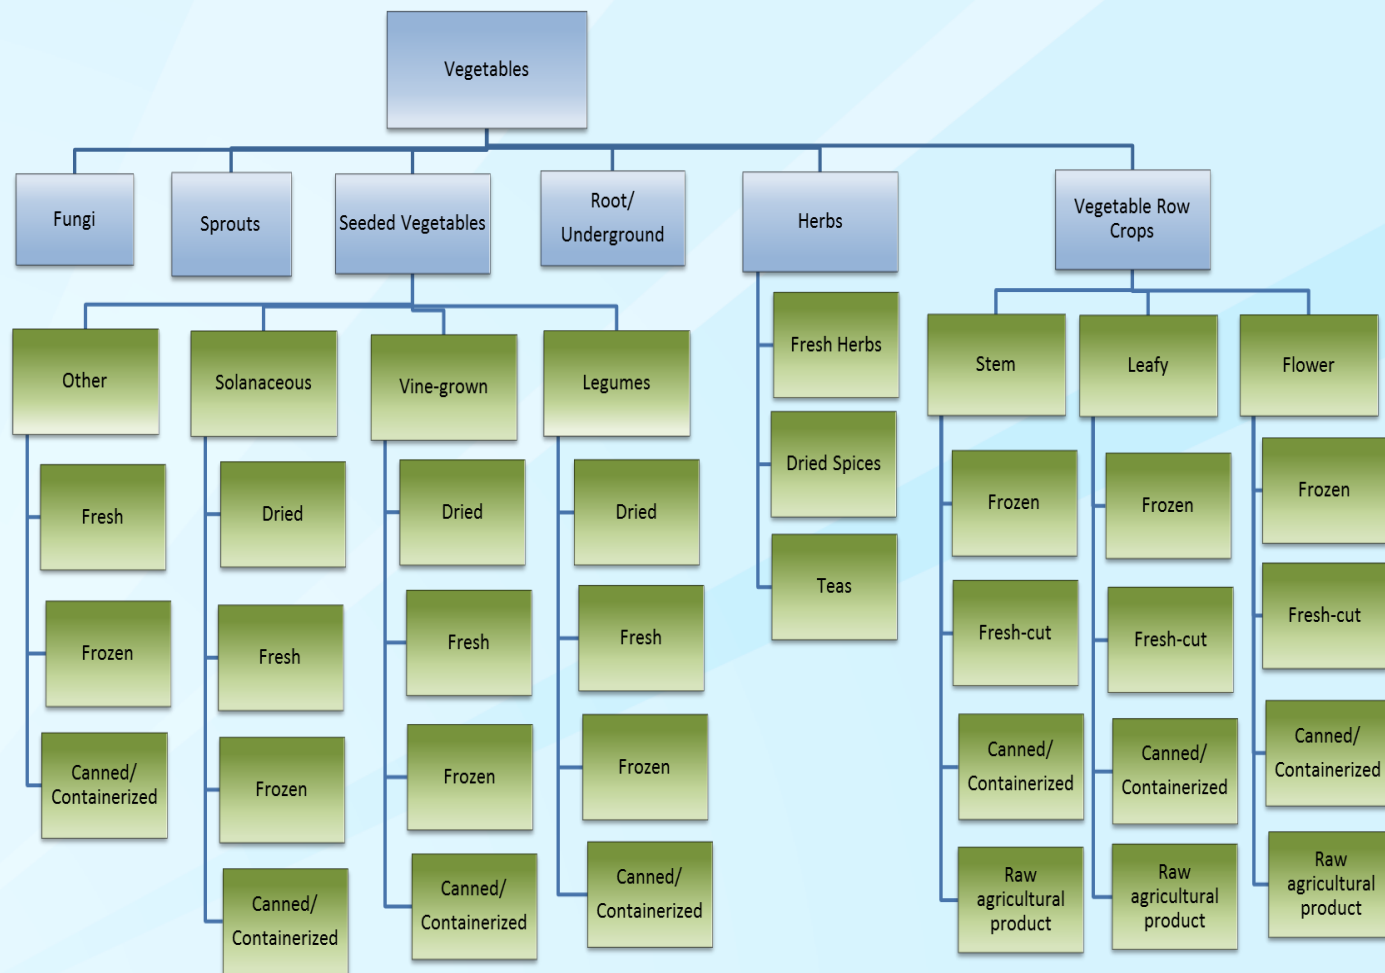 Vegetables
Fungi
Sprouts
Seeded Vegetables
Root/
Underground
Herbs
Vegetable Row
Crops
Other
Solanaceous
Vine-grown
Legumes
Fresh Herbs
Dried Spices
Teas
Stem
Leafy
Flower
Fresh
Frozen
Canned/
Containerized
Dried
Fresh
Frozen
Canned/
Containerized
Dried
Fresh
Frozen
Canned/
Containerized
Dried
Fresh
Frozen
Canned/
Containerized
Frozen
Fresh-cut
Canned/
Containerized
Raw
agricultural
product
Frozen
Fresh-cut
Canned/
Containerized
Raw
agricultural
product
Frozen
Fresh-cut
Canned/
Containerized
Raw
agricultural
product